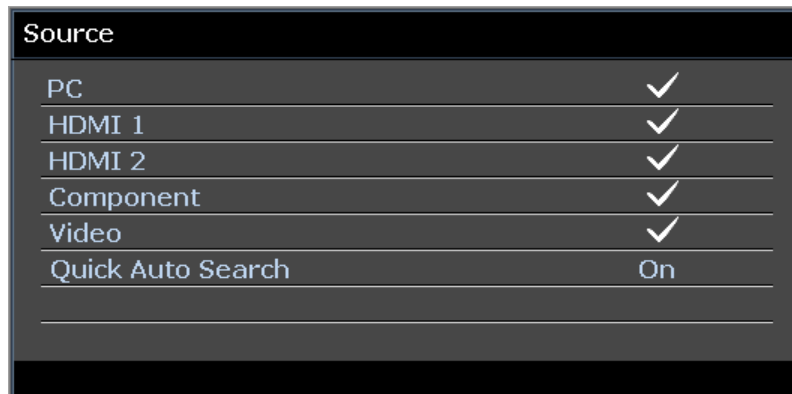 Source
PC ✓
HDMI 1 ✓
HDMI 2 ✓
Component ✓
Video ✓
Quick Auto Search On